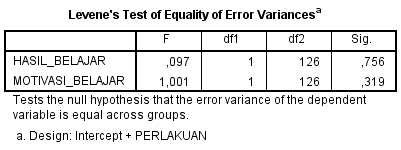 Levene's Test of Equality of Error Variancesa
F df1 df2 Sig.
HASIL_BELAJAR ,097 1 126 ,756
MOTIVASI_BELAJAR 1,001 1 126 ,319
Tests the null hypothesis that the error variance of the dependent
variable is equal across groups.
a. Design: Intercept + PERLAKUAN